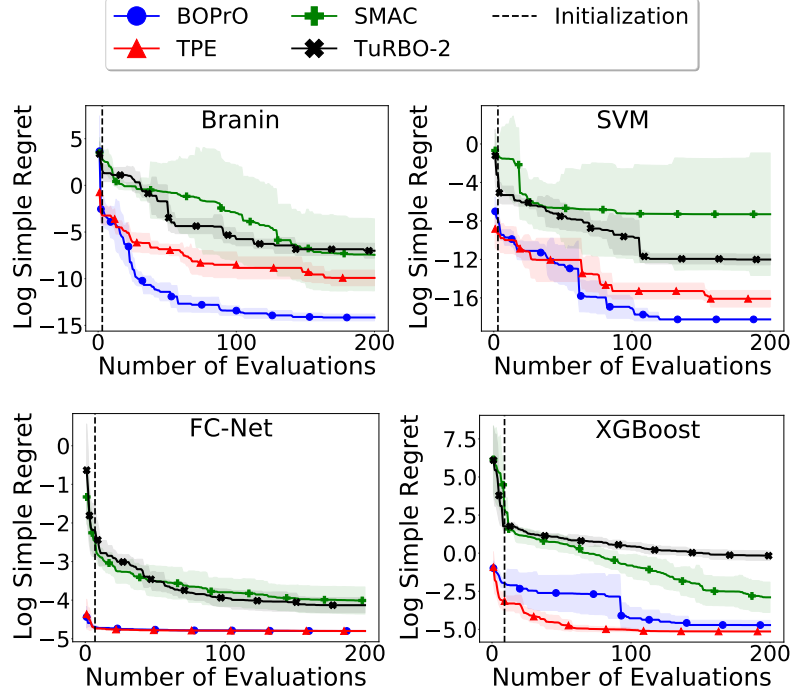 BOPrO SMAC Initialization
TPE TuRBO-2
Branin
Log Simple Regret
5
0
−5
−10
−15
0 100 200
Number of Evaluations
SVM
Log Simple Regret
0
−4
−8
−12
−16
0 100 200
Number of Evaluations
FC-Net
Log Simple Regret
0
−1
−2
−3
−4
−5
0 100 200
Number of Evaluations
XGBoost
Log Simple Regret
7.5
5.0
2.5
0.0
−2.5
−5.0
0 100 200
Number of Evaluations